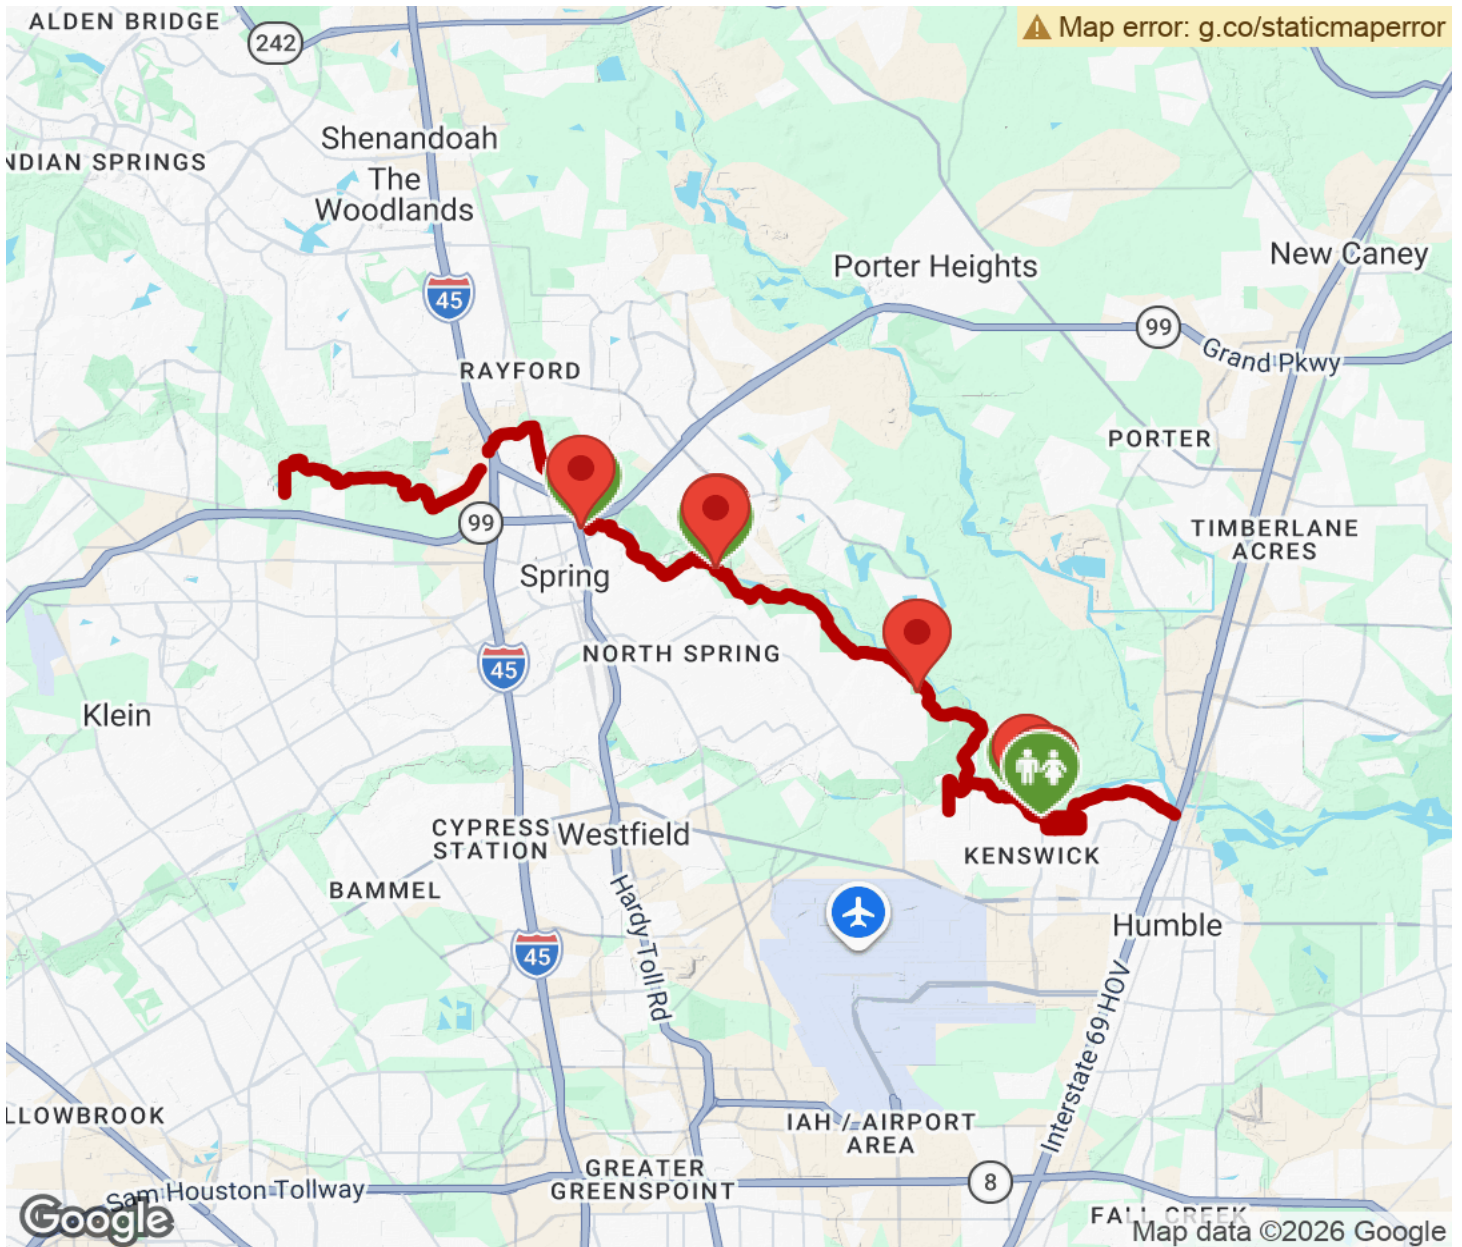 ALDEN BRIDGE
242
Map error: g.co/staticmaperror
Shenandoah
NDIAN SPRINGS
The
Woodlands
New Caney
Porter Heights
45
99
Grand Pkwy
RAYFORD
PORTER
99
TIMBERLANE
ACRES
Spring
NORTH SPRING
45
Klein
CYPRESS
STATION
Westfield
KENSWICK
BAMMEL
Hardy Toll Rd
Humble
45
Interstate 69 HOV
LLOWBROOK
IAH / AIRPORT
AREA
GREATER
GREENSPOINT
8
Sam Houston Tollway
FALL CREEK
Google
Map data ©2026 Google